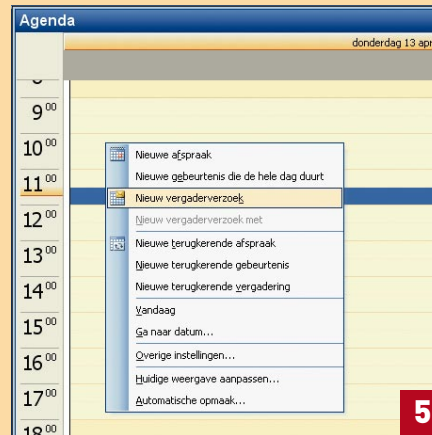 Agenda
donderdag 13 apr
8
9 00
10 00
11 00
12 00
13 00
14 00
15 00
16 00
17 00
18 00
Nieuwe afspraak
Nieuwe gebeurtenis die de hele dag duurt
Nieuw vergaderverzoek
Nieuw vergaderverzoek met
Nieuwe terugkerende afspraak
Nieuwe terugkerende gebeurtenis
Nieuwe terugkerende vergadering
Vandaag
Ga naar datum...
Overige instellingen...
Huidige weergave aanpassen...
Automatische opmaak...
5